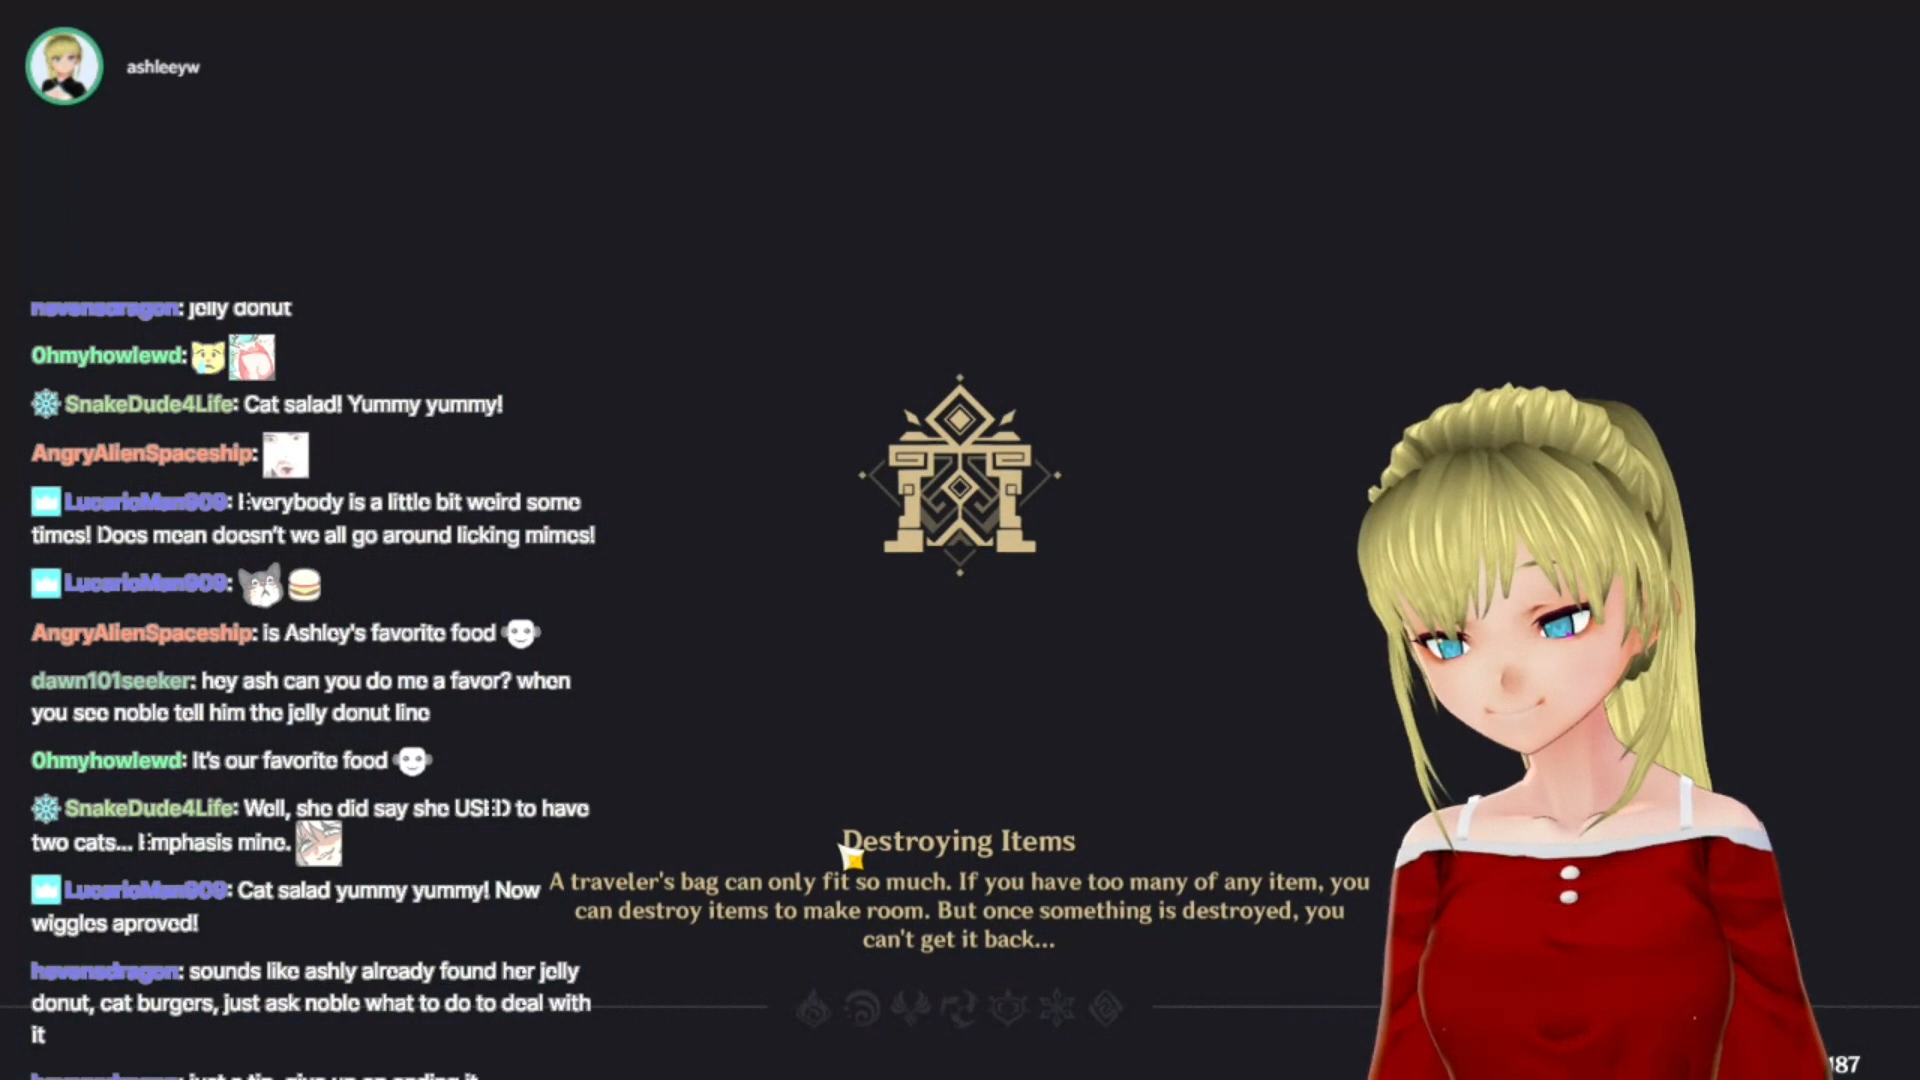 ashleeyw
hevensdragon: jelly donut
Ohmyhowlewd:
SnakeDude4Life: Cat salad! Yummy yummy!
AngryAlienSpaceship:
LucarioMan909: Everybody is a little bit weird some
times! Does mean doesn't we all go around licking mimes!
LucarioMan909:
AngryAlienSpaceship: is Ashley's favorite food
dawn101seeker: hey ash can you do me a favor? when
you see noble tell him the jelly donut line
Ohmyhowlewd: It's our favorite food
SnakeDude4Life: Well, she did say she USED to have
two cats... Emphasis mine.
LucarioMan909: Cat salad yummy yummy! Now
wiggles aproved!
hevensdragon: sounds like ashly already found her jelly
donut, cat burgers, just ask noble what to do to deal with
it
Destroying Items
A traveler's bag can only fit so much. If you have too many of any item, you
can destroy items to make room. But once something is destroyed, you
can't get it back...
187